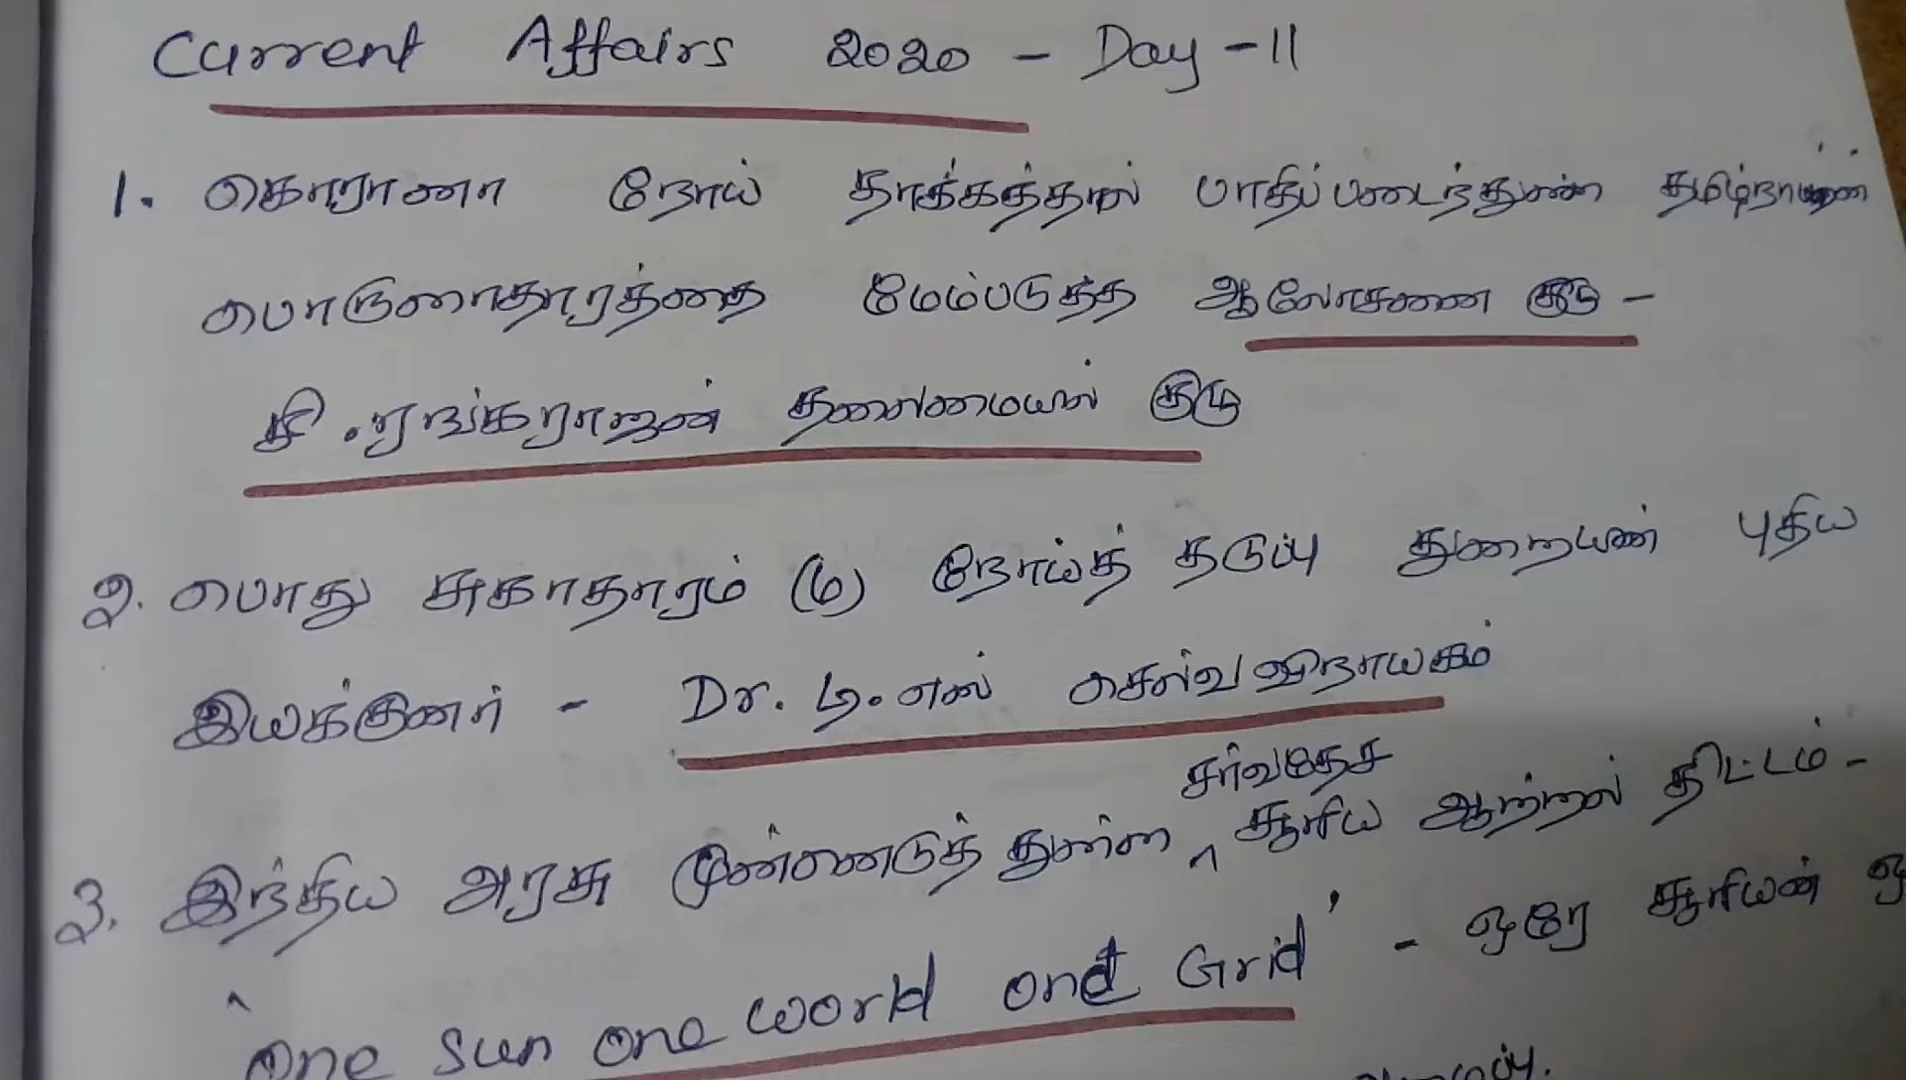 Current Affairs 2020 - Day - 11
1. கொரானா நோய் தாக்கத்தால் பாதிப்படைந்துள்ள
பொருளாதாரத்தை மேம்படுத்த ஆலோசணை குழு -
சி.ரங்கராஜன் தலைமையில் குழு
2. பொது சுகாதாரம் (ம) நோய்த் தடுப்பு துறையின் புதிய
இயக்குனர் - Dr. டி.எஸ் செல்வவிநாயகம்
சர்வதேச
3. இந்திய அரசு முன்னெடுத்துள்ள சூரிய ஆற்றல் திட்டம் -
'One Sun One World One Grid' - ஒரே சூரியன்